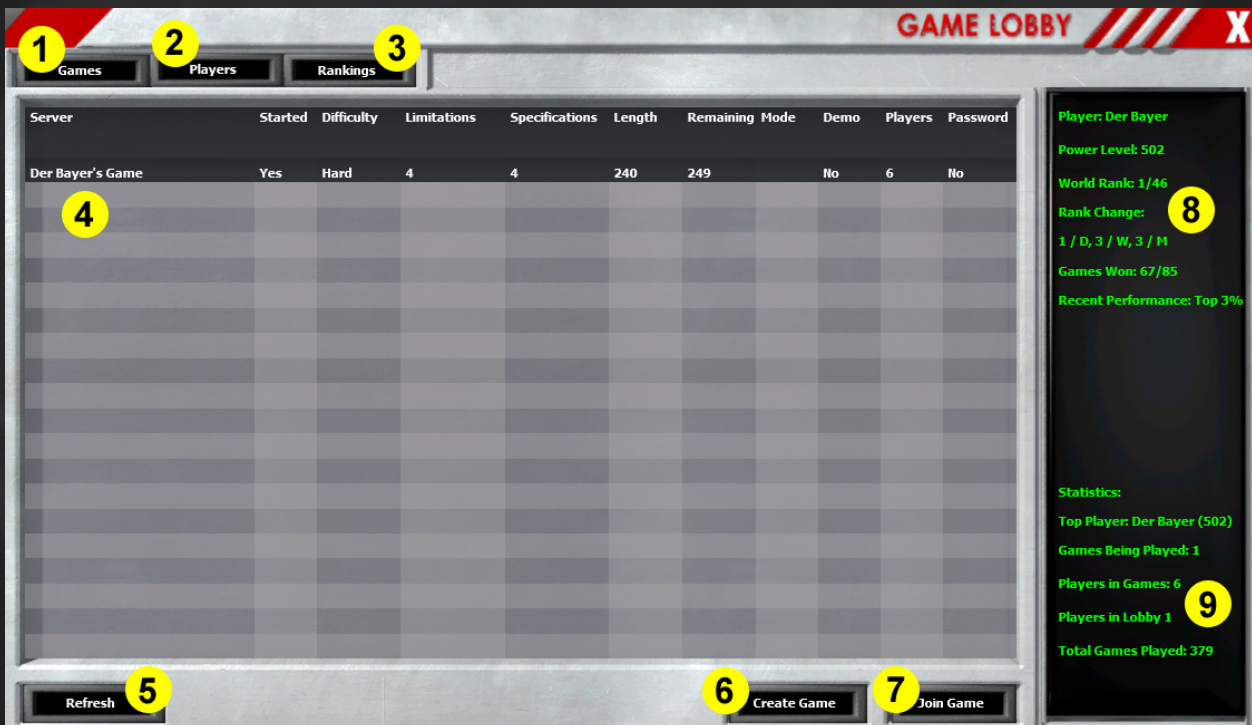 GAME LOBBY X
1 2 3
Games Players Rankings
Server Started Difficulty Limitations Specifications Length Remaining Mode Demo Players Password
Der Bayer's Game Yes Hard 4 4 240 249 No 6 No
4
5 6 7
Refresh Create Game Join Game
Player: Der Bayer
Power Level: 502
World Rank: 1/46
8
Rank Change:
1 / D, 3 / W, 3 / M
Games Won: 67/85
Recent Performance: Top 3%
Statistics:
Top Player: Der Bayer (502)
Games Being Played: 1
Players in Games: 6
9
Players in Lobby 1
Total Games Played: 379